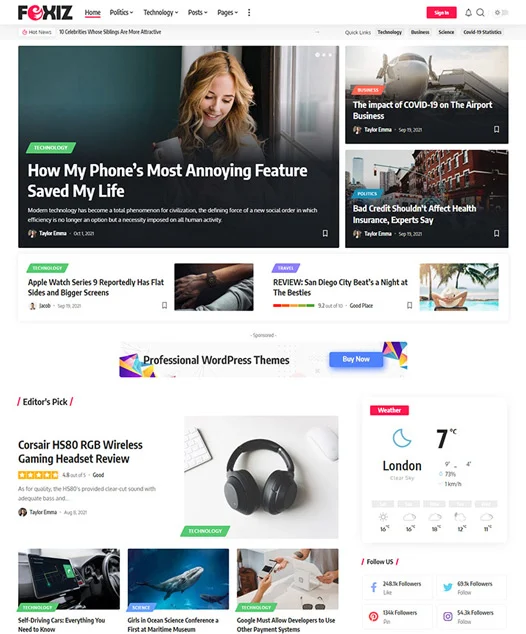 FOXIZ
Home
Politics
Technology
Posts
Pages
Sign In
Hot News
10 Celebrities Whose Siblings Are More Attractive
Quick Links
Technology
Business
Science
Covid-19 Statistics
TECHNOLOGY
How My Phone's Most Annoying Feature
Saved My Life
Modern technology has become a total phenomenon for civilization, the defining force of a new social order in which
efficiency is no longer an option but a necessity imposed on all human activity.
Taylor Emma - Oct 1, 2021
BUSINESS
The impact of COVID-19 on The Airport
Business
Taylor Emma - Sep 19, 2021
POLITICS
Bad Credit Shouldn't Affect Health
Insurance, Experts Say
Taylor Emma - Sep 19, 2021
TECHNOLOGY
Apple Watch Series 9 Reportedly Has Flat
Sides and Bigger Screens
Jacob - Sep 19, 2021
TRAVEL
REVIEW: San Diego City Beat's a Night at
The Besties
9.2 out of 10 - Good Place
- Sponsored -
Professional WordPress Themes
Buy Now
/ Editor's Pick /
Corsair HS80 RGB Wireless
Gaming Headset Review
4.6 out of 5 - Good
As for quality, the HS80's provided clear-cut sound with
adequate bass and...
Taylor Emma - Aug 8, 2021
TECHNOLOGY
Weather
7 °C
London
Clear Sky
9° _ 4°
73%
1 km/h
16°C
16°C
18°C
12°C
11°C
TECHNOLOGY
Self-Driving Cars: Everything You
Need to Know
SCIENCE
Girls in Ocean Science Conference a
First at Maritime Museum
TECHNOLOGY
Google Must Allow Developers to Use
Other Payment Systems
/ Follow US /
248.1k Followers
Like
69.1k Followers
Follow
134k Followers
Pin
54.3k Followers
Follow